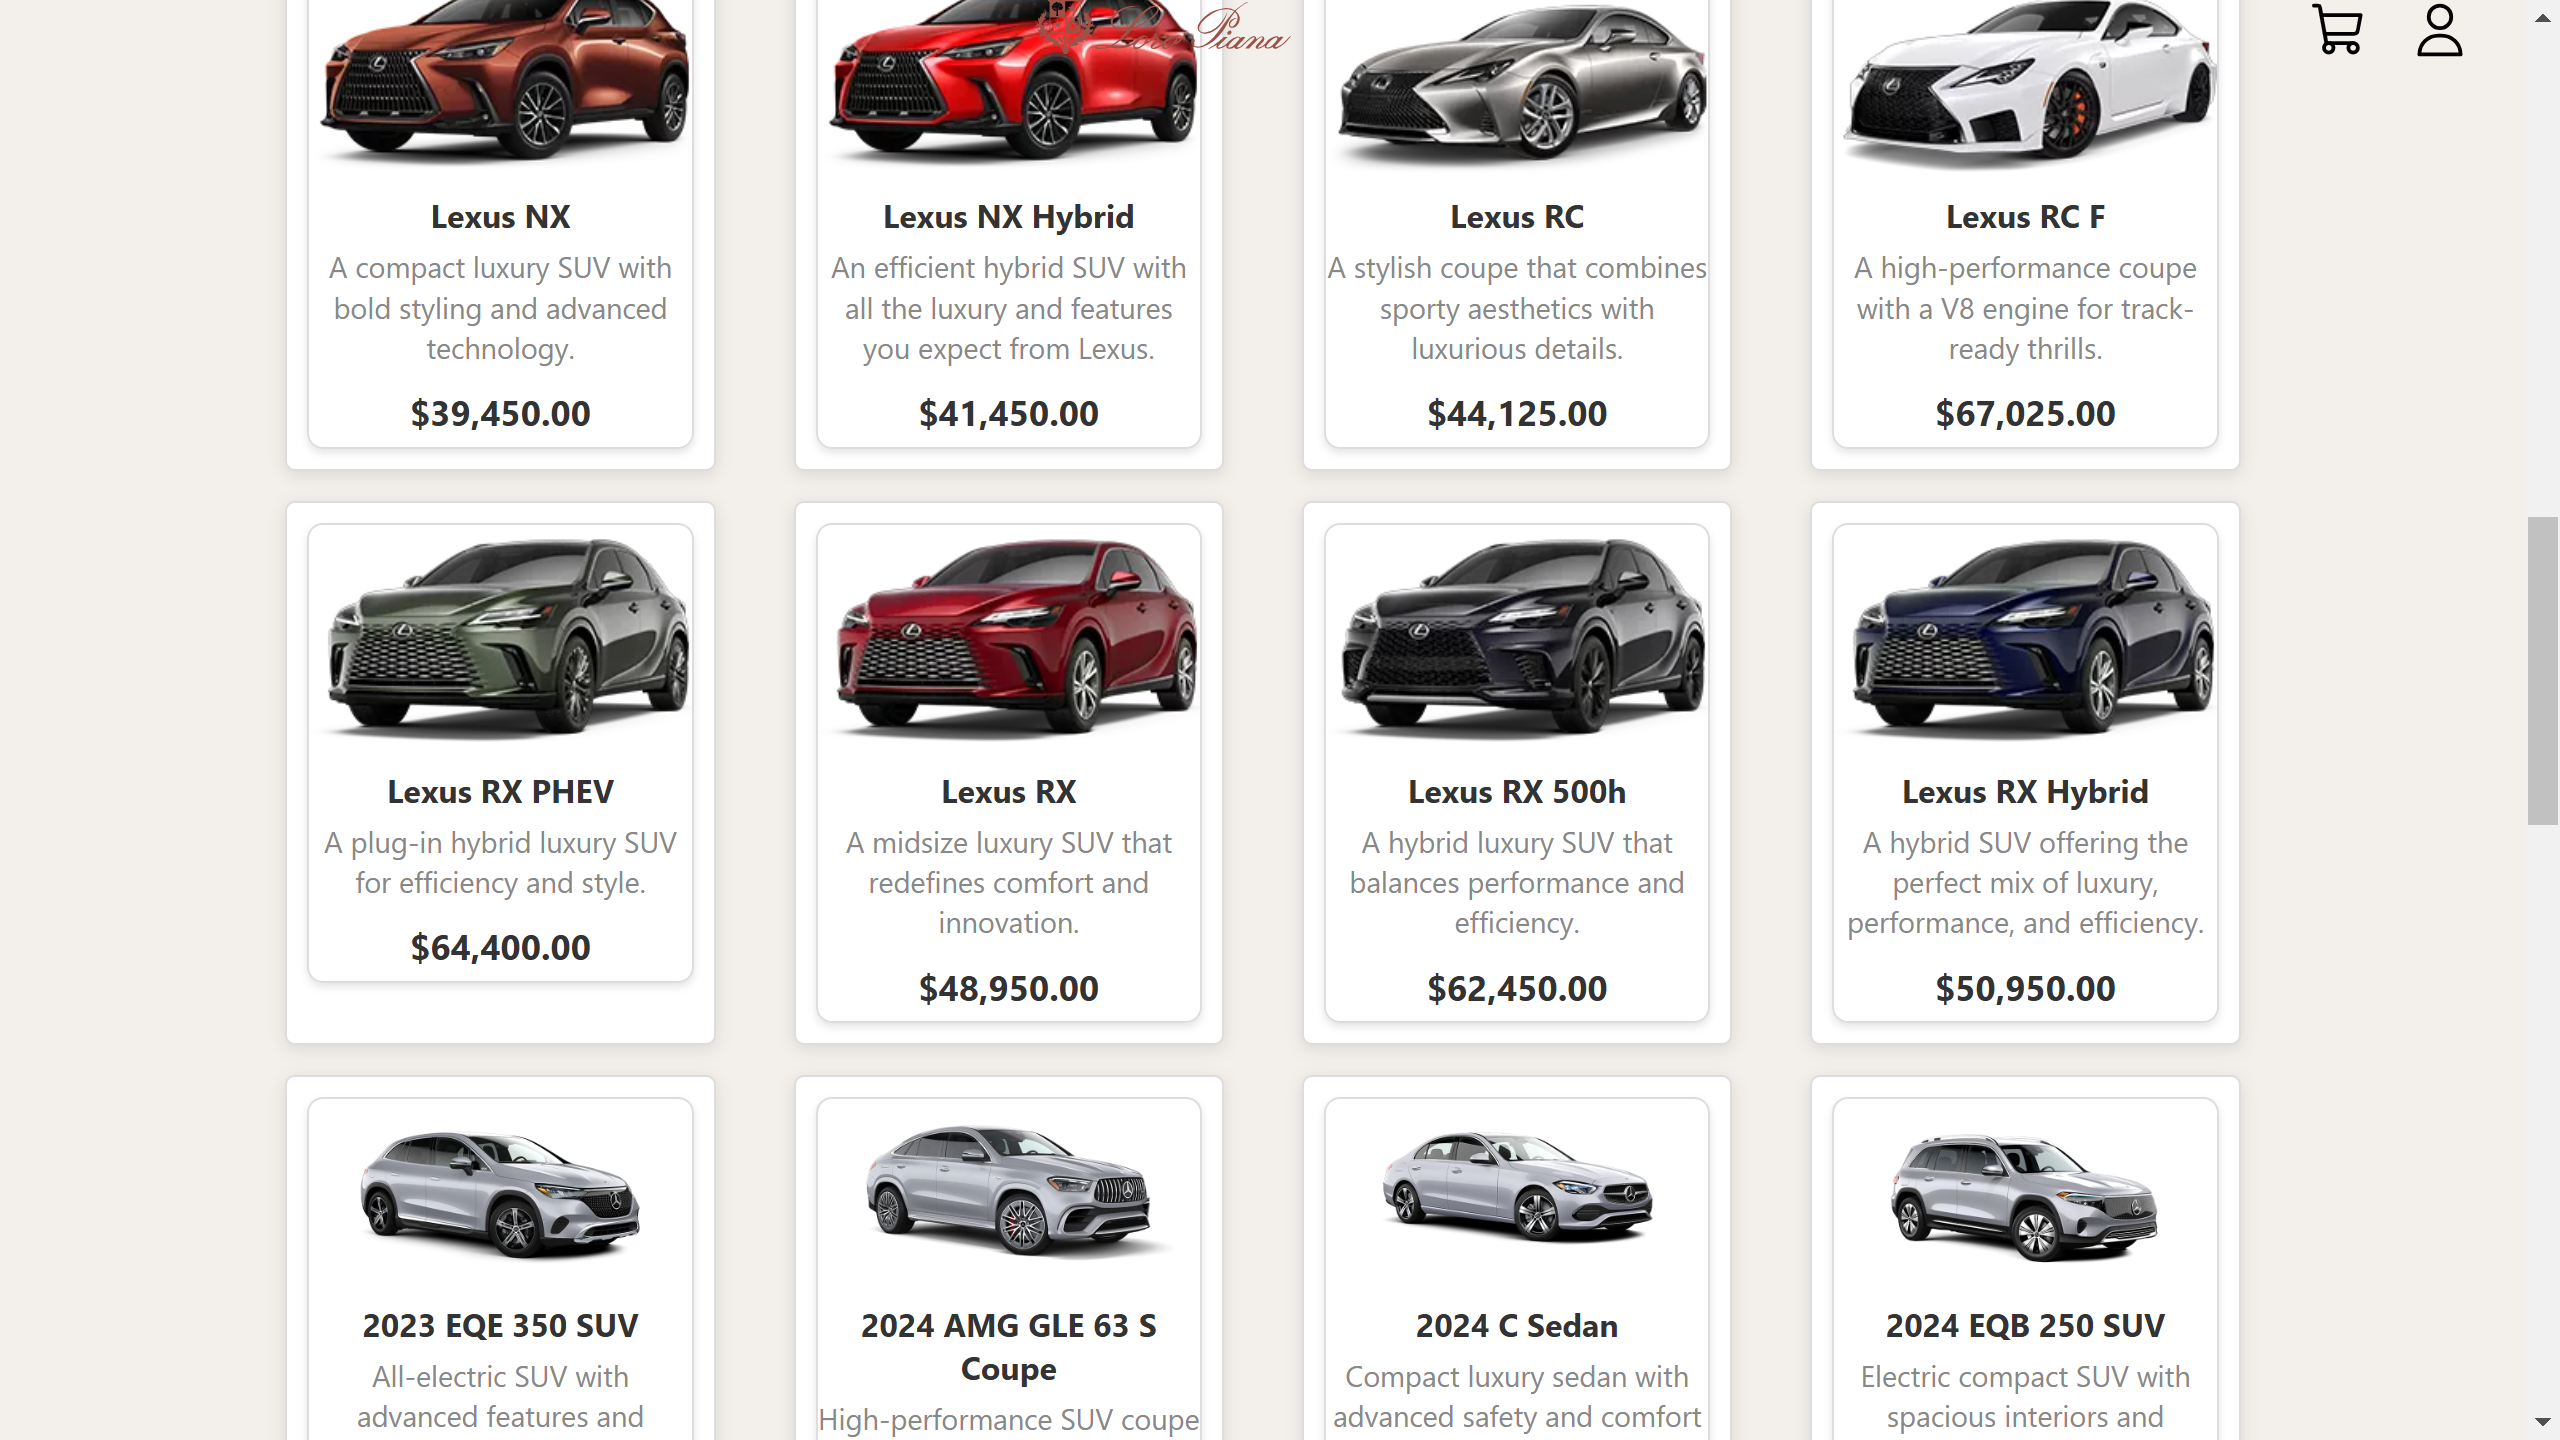 Loro Piana
Lexus NX
A compact luxury SUV with
bold styling and advanced
technology.
$39,450.00
Lexus NX Hybrid
An efficient hybrid SUV with
all the luxury and features
you expect from Lexus.
$41,450.00
Lexus RC
A stylish coupe that combines
sporty aesthetics with
luxurious details.
$44,125.00
Lexus RC F
A high-performance coupe
with a V8 engine for track-
ready thrills.
$67,025.00
Lexus RX PHEV
A plug-in hybrid luxury SUV
for efficiency and style.
$64,400.00
Lexus RX
A midsize luxury SUV that
redefines comfort and
innovation.
$48,950.00
Lexus RX 500h
A hybrid luxury SUV that
balances performance and
efficiency.
$62,450.00
Lexus RX Hybrid
A hybrid SUV offering the
perfect mix of luxury,
performance, and efficiency.
$50,950.00
2023 EQE 350 SUV
All-electric SUV with
advanced features and
2024 AMG GLE 63 S
Coupe
High-performance SUV coupe
2024 C Sedan
Compact luxury sedan with
advanced safety and comfort
2024 EQB 250 SUV
Electric compact SUV with
spacious interiors and